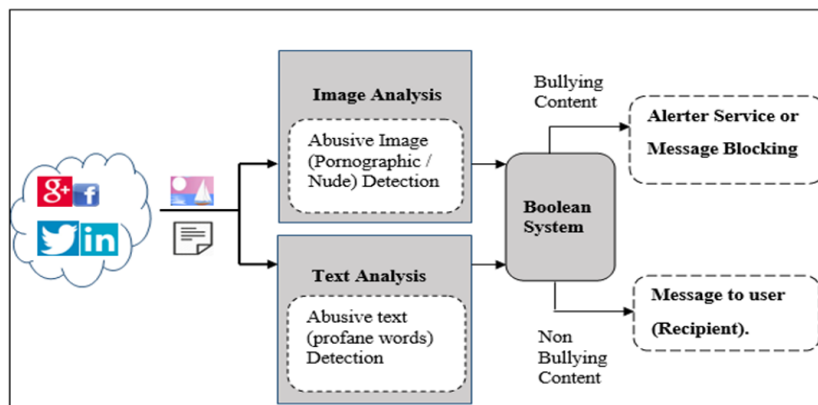 g+
f
in
Image Analysis
Abusive Image
(Pornographic /
Nude) Detection
Text Analysis
Abusive text
(profane words)
Detection
Boolean
System
Bullying
Content
Alerter Service or
Message Blocking
Non
Bullying
Content
Message to user
(Recipient).